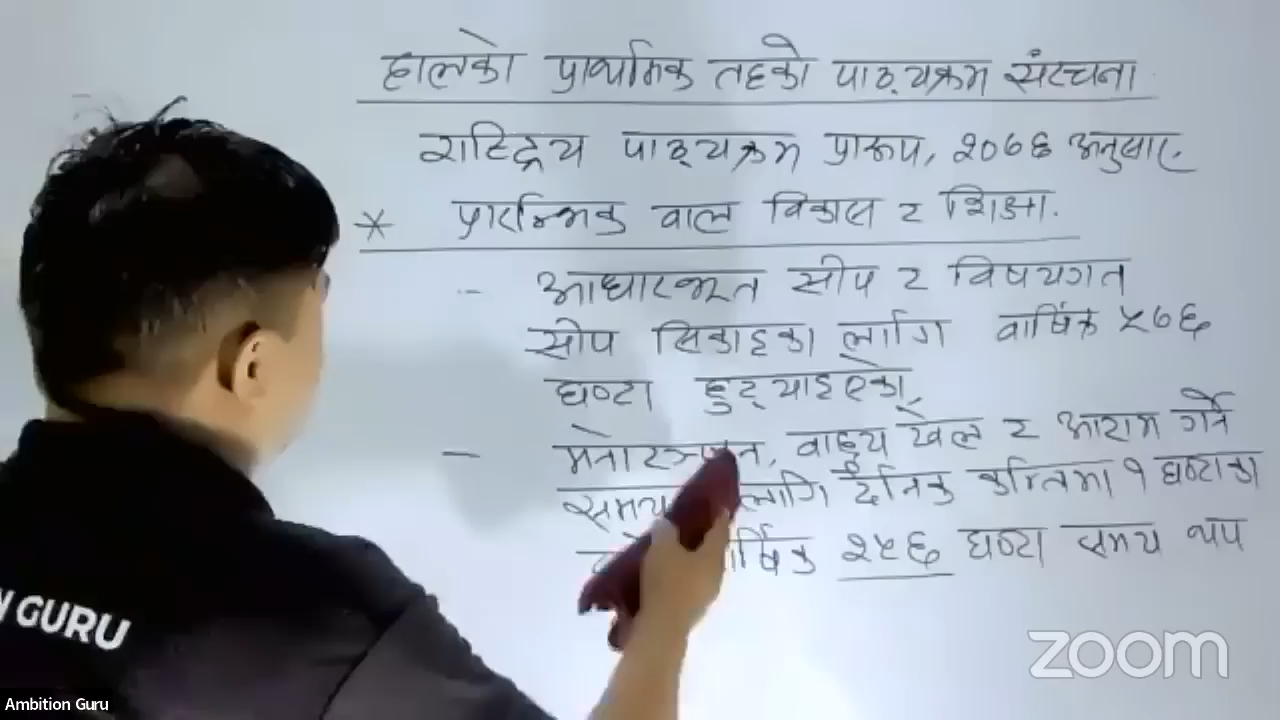 हालको प्राथमिक तहको पाठ्यक्रम संरचना
राष्ट्रिय पाठ्यक्रम प्रारूप, २०७६ अनुसार,
* प्रारम्भिक वाल विकास र शिक्षा.
- आधारभूत सीप र विषयगत
सीप सिकाइका लागि वार्षिक ५७६
घण्टा छुट्याइएको,
- मनोरञ्जन, वाह्य खेल र आराम गर्ने
समय लागि दैनिक कम्तिमा १ घण्टाका
वार्षिक २५६ घण्टा समय थप
N GURU
zoom
Ambition Guru